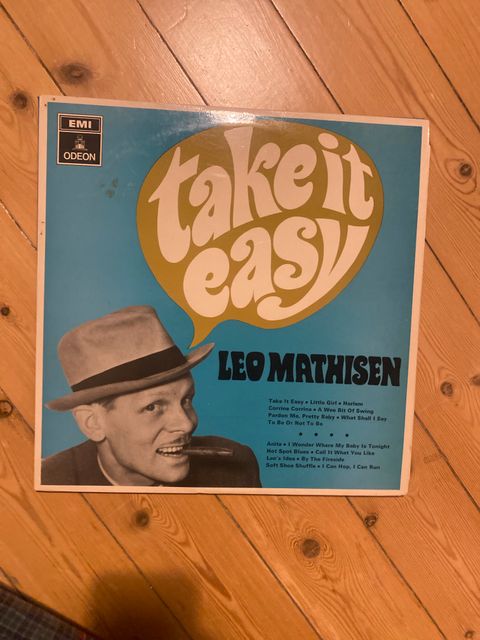 EMI
ODEON
take it
easy
LEO MATHISEN
Take It Easy • Little Girl • Harlem
Corrine Corrina • A Wee Bit Of Swing
Pardon Me, Pretty Baby • What Shall I Say
To Be Or Not To Be
* * * *
Anita • I Wonder Where My Baby Is Tonight
Hot Spot Blues • Call It What You Like
Leo's Idea • By The Fireside
Soft Shoe Shuffle • I Can Hop, I Can Run